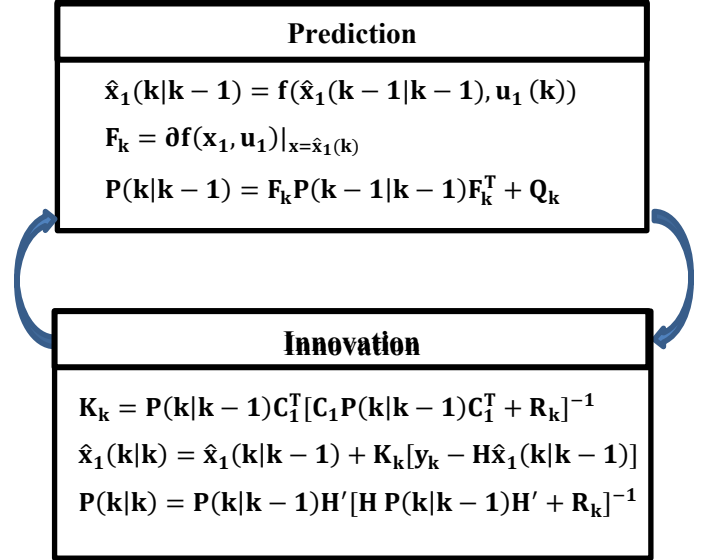 Prediction
x̂₁(k|k − 1) = f(x̂₁(k − 1|k − 1), u₁ (k))
Fₖ = ∂f(x₁, u₁)|ₓ₌ₓ̂₁₍ₖ₎
P(k|k − 1) = FₖP(k − 1|k − 1)Fₖᵀ + Qₖ
Innovation
Kₖ = P(k|k − 1)C₁ᵀ[C₁P(k|k − 1)C₁ᵀ + Rₖ]⁻¹
x̂₁(k|k) = x̂₁(k|k − 1) + Kₖ[yₖ − Hx̂₁(k|k − 1)]
P(k|k) = P(k|k − 1)H′[H P(k|k − 1)H′ + Rₖ]⁻¹